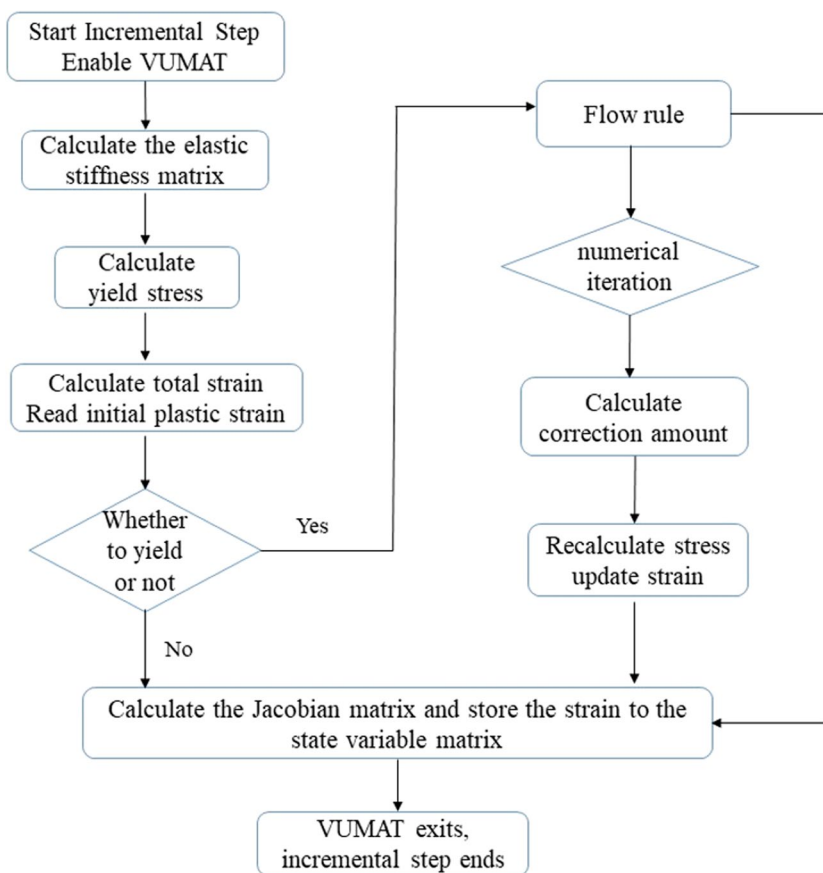 Start Incremental Step
Enable VUMAT
Calculate the elastic
stiffness matrix
Calculate
yield stress
Calculate total strain
Read initial plastic strain
Whether
to yield
or not
Yes
No
Flow rule
numerical
iteration
Calculate
correction amount
Recalculate stress
update strain
Calculate the Jacobian matrix and store the strain to the
state variable matrix
VUMAT exits,
incremental step ends